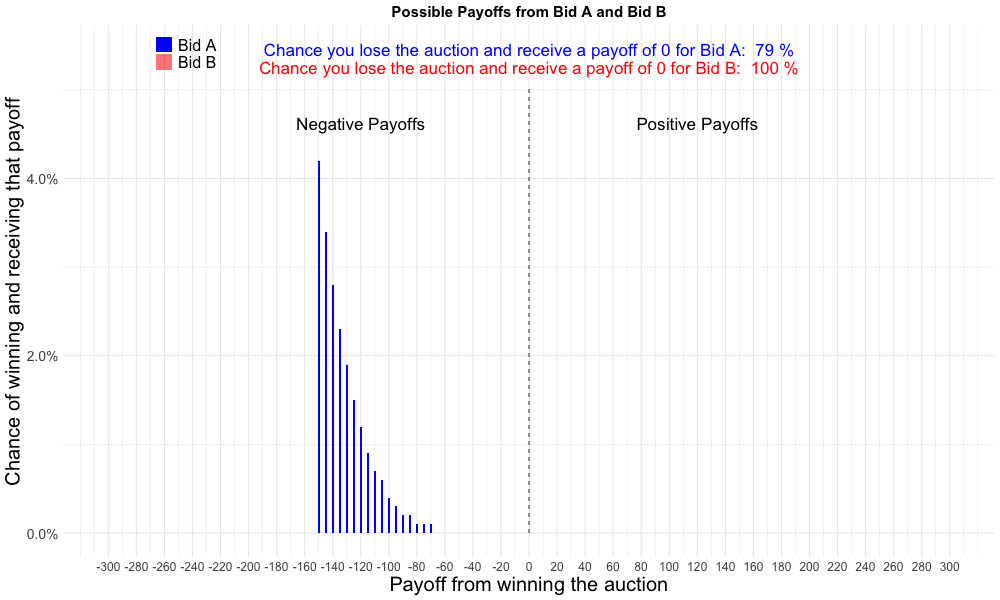 Possible Payoffs from Bid A and Bid B
Bid A
Bid B
Chance you lose the auction and receive a payoff of 0 for Bid A:  79 %
Chance you lose the auction and receive a payoff of 0 for Bid B:  100 %
Negative Payoffs
Positive Payoffs
Chance of winning and receiving that payoff
4.0%
2.0%
0.0%
-300 -280 -260 -240 -220 -200 -180 -160 -140 -120 -100 -80 -60 -40 -20 0 20 40 60 80 100 120 140 160 180 200 220 240 260 280 300
Payoff from winning the auction